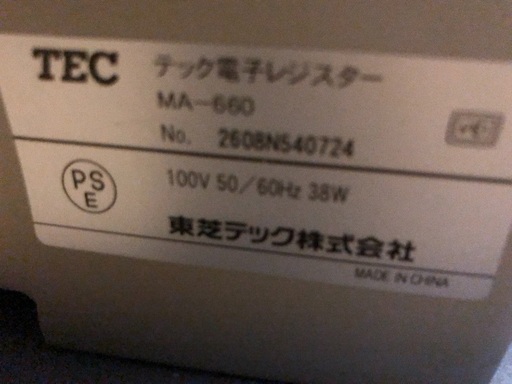 TEC テック電子レジスター
MA-660
No. 2608N540724
PS
E
100V 50/60Hz 38W
東芝テック株式会社
MADE IN CHINA